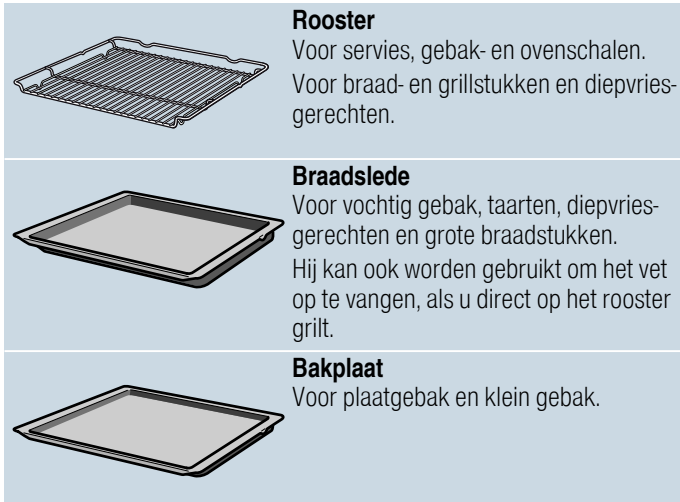 Rooster
Voor servies, gebak- en ovenschalen.
Voor braad- en grillstukken en diepvries-
gerechten.
Braadslede
Voor vochtig gebak, taarten, diepvries-
gerechten en grote braadstukken.
Hij kan ook worden gebruikt om het vet
op te vangen, als u direct op het rooster
grilt.
Bakplaat
Voor plaatgebak en klein gebak.